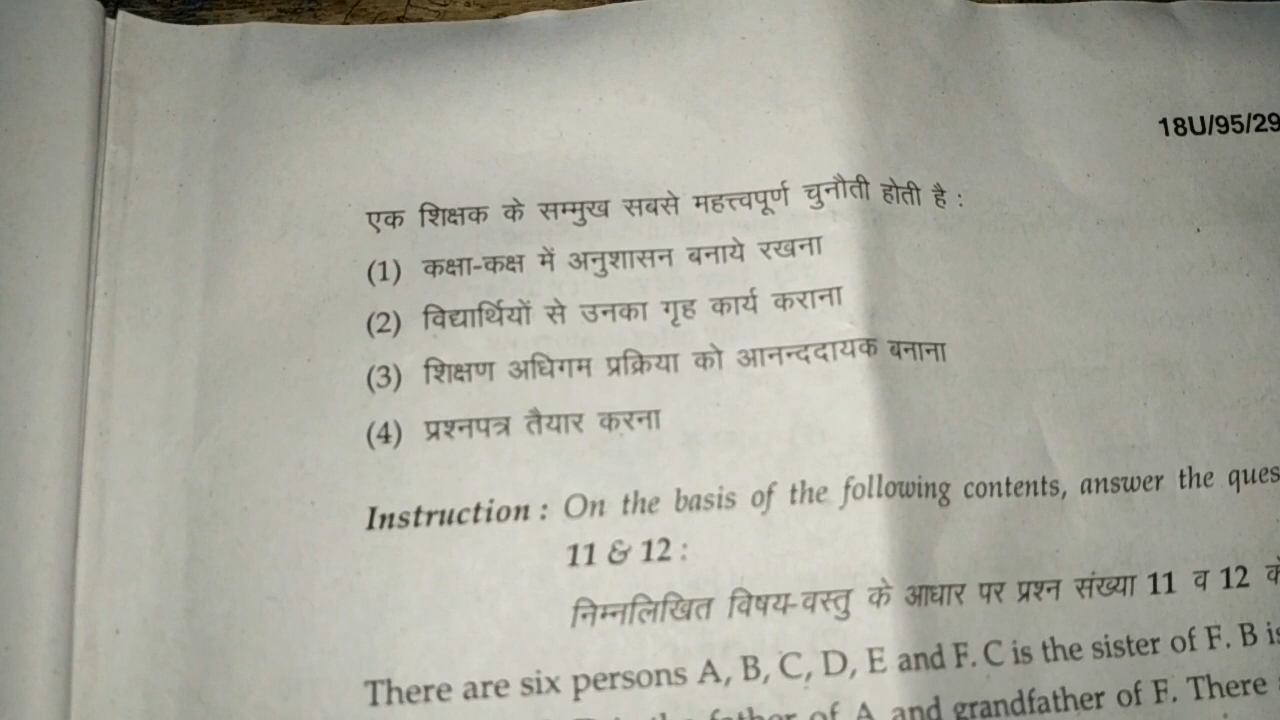 18U/95/29
एक शिक्षक के सम्मुख सबसे महत्त्वपूर्ण चुनौती होती है :
(1) कक्षा-कक्ष में अनुशासन बनाये रखना
(2) विद्यार्थियों से उनका गृह कार्य कराना
(3) शिक्षण अधिगम प्रक्रिया को आनन्ददायक बनाना
(4) प्रश्नपत्र तैयार करना
Instruction : On the basis of the following contents, answer the ques
11 & 12 :
निम्नलिखित विषय-वस्तु के आधार पर प्रश्न संख्या 11 व 12 के
There are six persons A, B, C, D, E and F. C is the sister of F. B is
father of A and grandfather of F. There